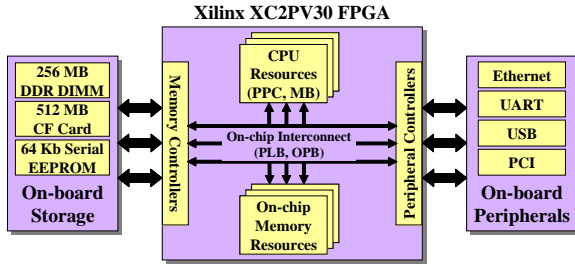 Xilinx XC2PV30 FPGA
256 MB
DDR DIMM
512 MB
CF Card
64 Kb Serial
EEPROM
On-board
Storage
Memory Controllers
CPU
Resources
(PPC, MB)
On-chip Interconnect
(PLB, OPB)
On-chip
Memory
Resources
Peripheral Controllers
Ethernet
UART
USB
PCI
On-board
Peripherals